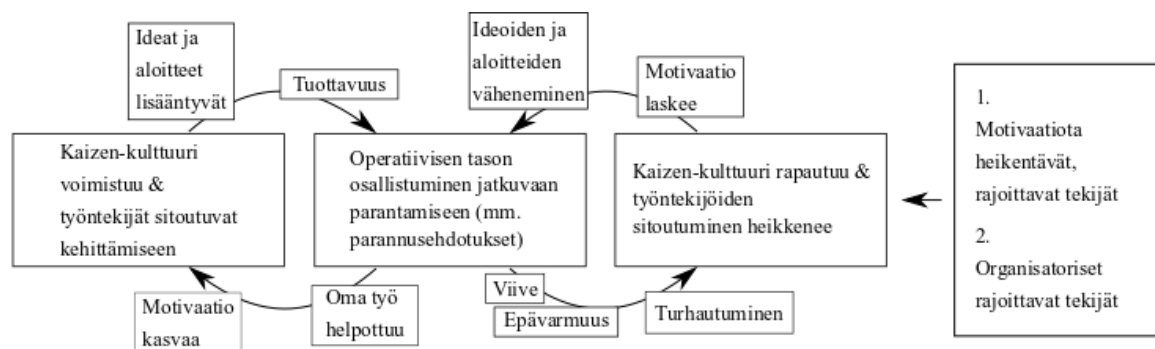 Ideat ja
aloitteet
lisääntyvät
Tuottavuus
Ideoiden ja
aloitteiden
väheneminen
Motivaatio
laskee
Kaizen-kulttuuri
voimistuu &
työntekijät sitoutuvat
kehittämiseen
Operatiivisen tason
osallistuminen jatkuvaan
parantamiseen (mm.
parannusehdotukset)
Kaizen-kulttuuri rapautuu &
työntekijöiden
sitoutuminen heikkenee
1.
Motivaatiota
heikentävät,
rajoittavat tekijät
2.
Organisatoriset
rajoittavat tekijät
Motivaatio
kasvaa
Oma työ
helpottuu
Viive
Epävarmuus
Turhautuminen